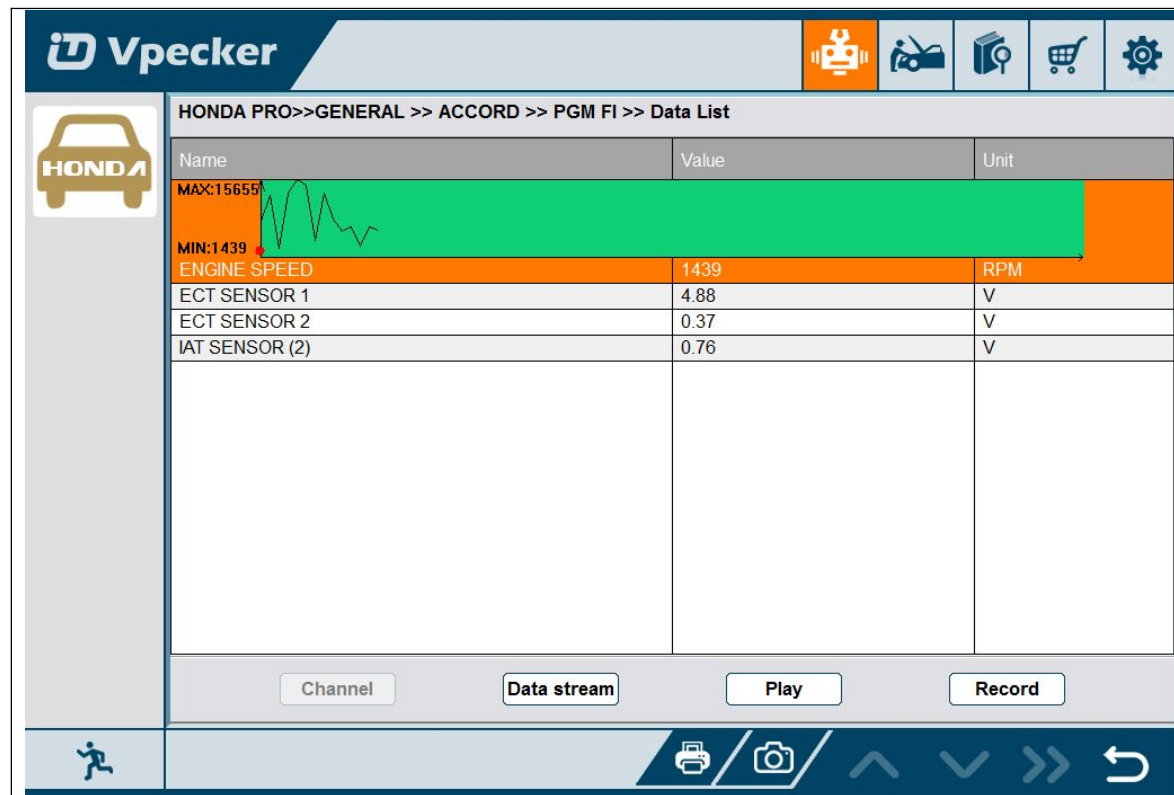 Vpecker
HONDA PRO>>GENERAL >> ACCORD >> PGM FI >> Data List
HONDA
Name Value Unit
MAX:15655
MIN:1439
ENGINE SPEED 1439 RPM
ECT SENSOR 1 4.88 V
ECT SENSOR 2 0.37 V
IAT SENSOR (2) 0.76 V
Channel Data stream Play Record